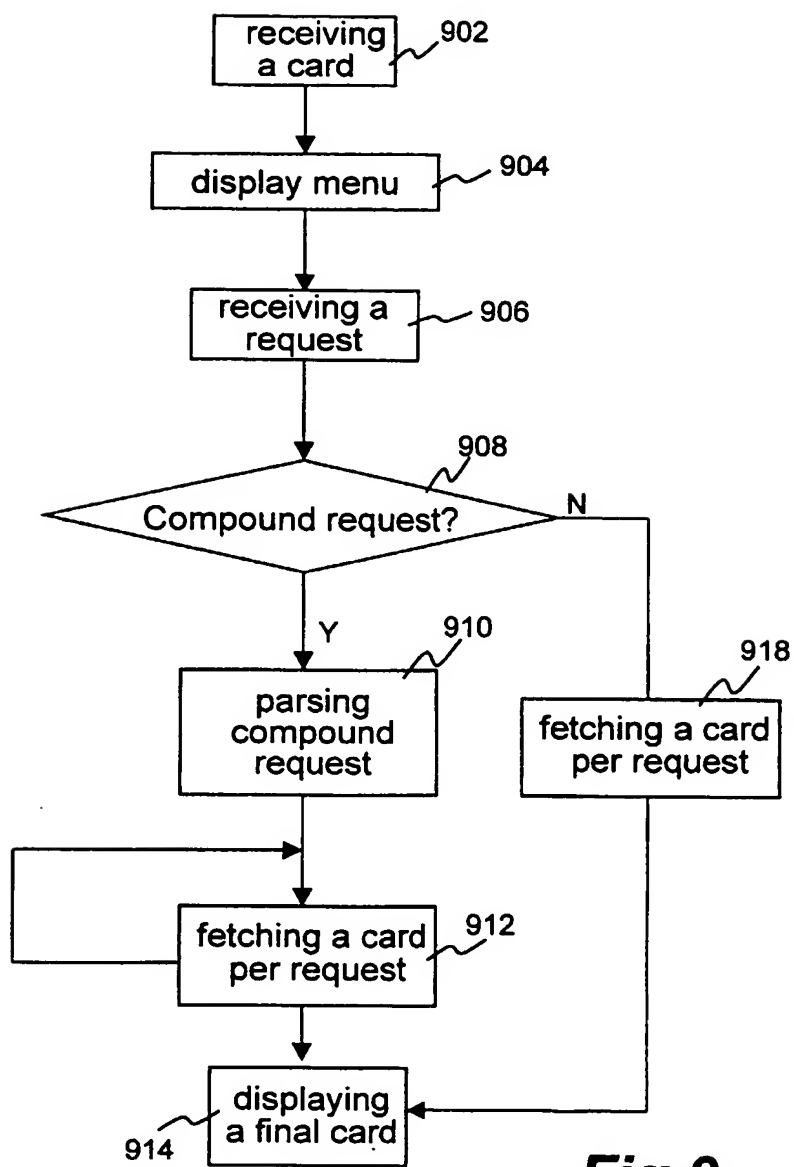 receiving
a card
902
display menu
904
receiving a
request
906
908
Compound request?
N
Y
910
parsing
compound
request
918
fetching a card
per request
fetching a card
per request
912
displaying
a final card
914